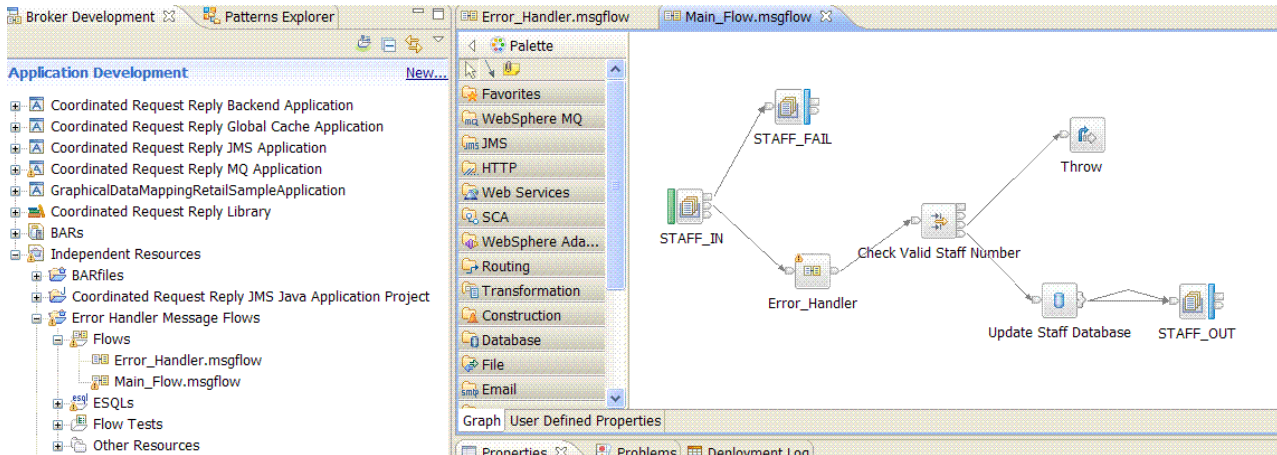 Broker Development
Patterns Explorer
Application Development
New...
Coordinated Request Reply Backend Application
Coordinated Request Reply Global Cache Application
Coordinated Request Reply JMS Application
Coordinated Request Reply MQ Application
GraphicalDataMappingRetailSampleApplication
Coordinated Request Reply Library
BARs
Independent Resources
BARfiles
Coordinated Request Reply JMS Java Application Project
Error Handler Message Flows
Flows
Error_Handler.msgflow
Main_Flow.msgflow
esql
ESQLs
Flow Tests
Other Resources
Error_Handler.msgflow
Main_Flow.msgflow
Palette
Favorites
WebSphere MQ
JMS
HTTP
Web Services
SCA
WebSphere Ada...
Routing
Transformation
Construction
Database
File
Email
Graph
User Defined Properties
STAFF_FAIL
Throw
STAFF_IN
Check Valid Staff Number
Error_Handler
Update Staff Database
STAFF_OUT
Properties
Problems
Deployment Log